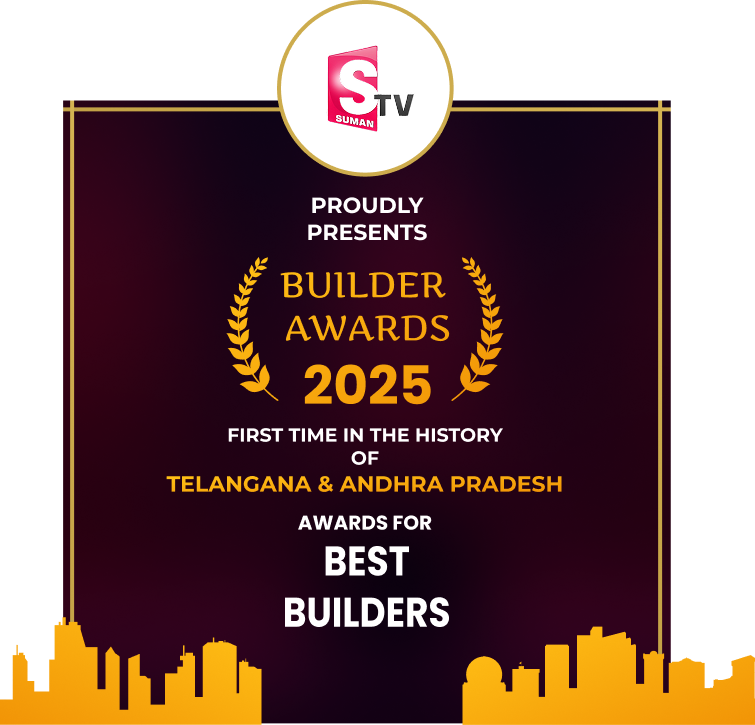 S TV
SUMAN
PROUDLY
PRESENTS
BUILDER
AWARDS
2025
FIRST TIME IN THE HISTORY
OF
TELANGANA & ANDHRA PRADESH
AWARDS FOR
BEST
BUILDERS